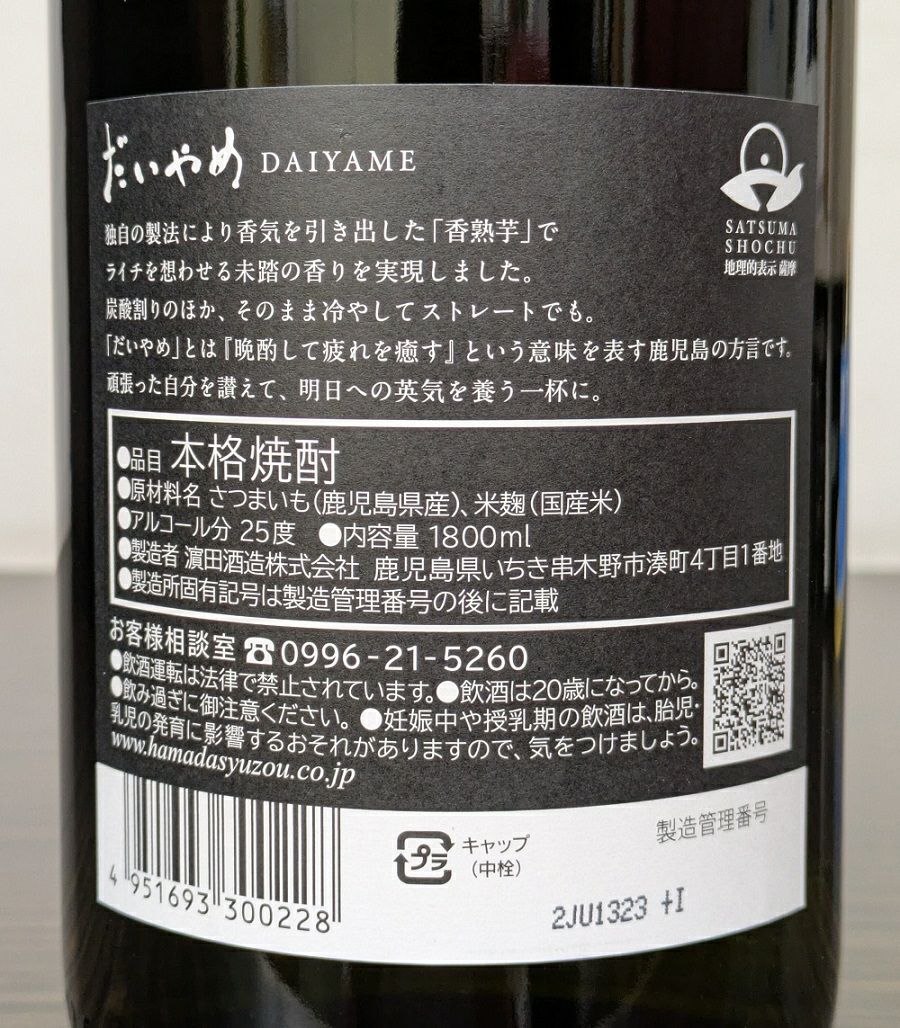 だいやめ DAIYAME
SATSUMA
SHOCHU
地理的表示 薩摩
独自の製法により香気を引き出した「香熟芋」で
ライチを想わせる未踏の香りを実現しました。
炭酸割りのほか、そのまま冷やしてストレートでも。
「だいやめ」とは『晩酌して疲れを癒す』という意味を表す鹿児島の方言です。
頑張った自分を讃えて、明日への英気を養う一杯に。
●品目 本格焼酎
●原材料名 さつまいも(鹿児島県産)、米麹(国産米)
●アルコール分 25度 ●内容量 1800ml
●製造者 濵田酒造株式会社 鹿児島県いちき串木野市湊町4丁目1番地
●製造所固有記号は製造管理番号の後に記載
お客様相談室 ☎0996-21-5260
●飲酒運転は法律で禁止されています。●飲酒は20歳になってから。
●飲み過ぎに御注意ください。●妊娠中や授乳期の飲酒は、胎児・
乳児の発育に影響するおそれがありますので、気をつけましょう。
www.hamadasyuzou.co.jp
4 951693 300228
プラ
キャップ
(中栓)
製造管理番号
2JU1323 +I